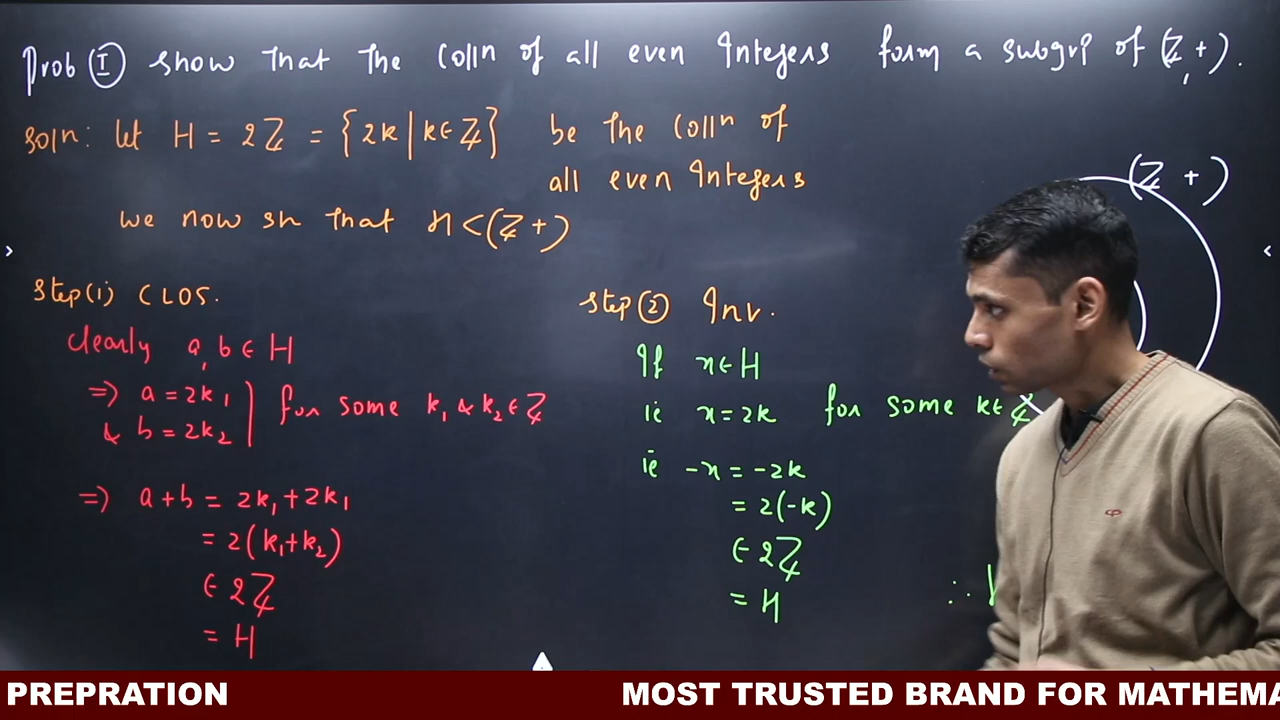 Prob (I) show that the colln of all even Integers form a subgrp of (ℤ, +).
soln: let H = 2ℤ = {2k | k ∈ ℤ} be the colln of
all even Integers
we now sh that H < (ℤ +)
(ℤ +)
Step(1) CLOS.
clearly a, b ∈ H
⇒ a = 2k₁
& b = 2k₂
for some k₁ & k₂ ∈ ℤ
⇒ a + b = 2k₁ + 2k₁
= 2(k₁+k₂)
∈ 2ℤ
= H
Step (2) Inv.
If x ∈ H
ie x = 2k for some k ∈ ℤ
ie -x = -2k
= 2(-k)
∈ 2ℤ
= H
∴
CP
PREPRATION MOST TRUSTED BRAND FOR MATHEMA